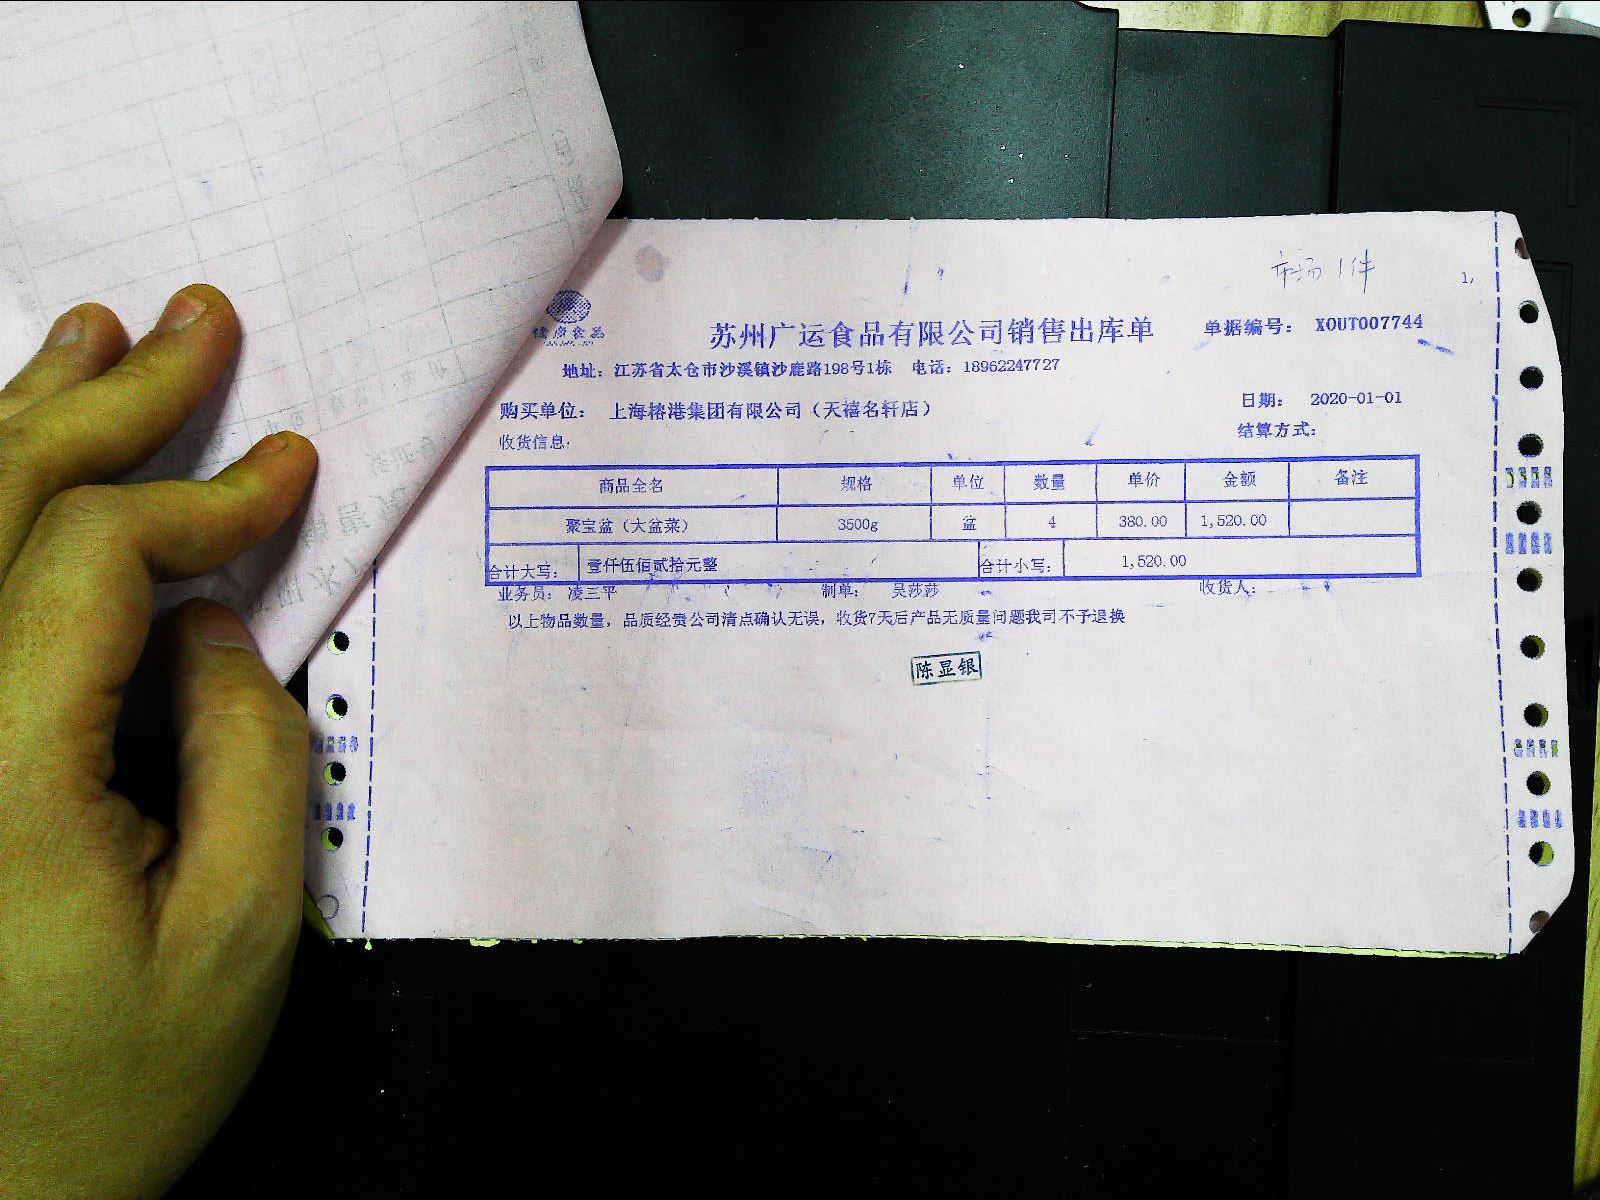 市场 1件
1,
苏州广运食品有限公司销售出库单 单据编号: XOUT007744
地址：江苏省太仓市沙溪镇沙鹿路198号1栋 电话：18962247727
购买单位： 上海榕港集团有限公司（天禧名轩店） 日期： 2020-01-01
收货信息: 结算方式:
商品全名 规格 单位 数量 单价 金额 备注
聚宝盆（大盆菜） 3500g 盆 4 380.00 1,520.00
合计大写: 壹仟伍佰贰拾元整 合计小写: 1,520.00
业务员: 凌三平 制单: 吴莎莎 收货人:
以上物品数量，品质经贵公司清点确认无误，收货7天后产品无质量问题我司不予退换
陈显银